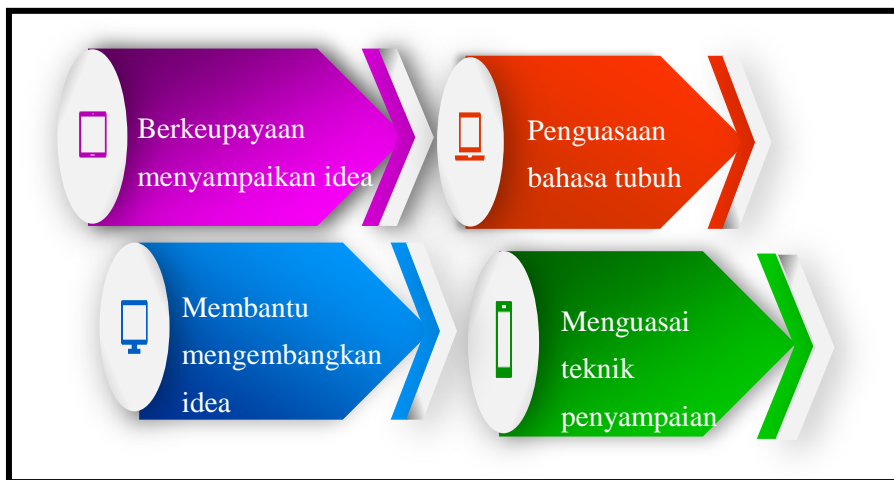 Berkeupayaan
menyampaikan idea
Penguasaan
bahasa tubuh
Membantu
mengembangkan
idea
Menguasai
teknik
penyampaian